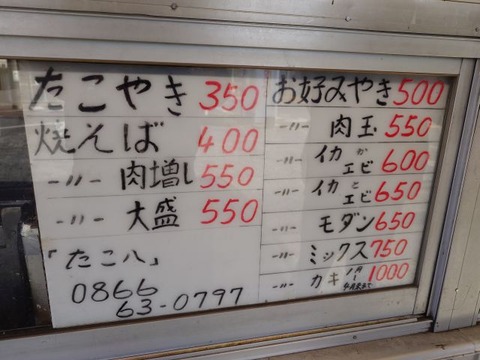 たこやき 350
焼そば 400
-〃- 肉増し 550
-〃- 大盛 550
「たこ八」
0866
63-0797
お好みやき 500
-〃- 肉玉 550
-〃- イカかエビ 600
-〃- イカとエビ 650
-〃- モダン 650
-〃- ミックス 750
-〃- カキ 1000